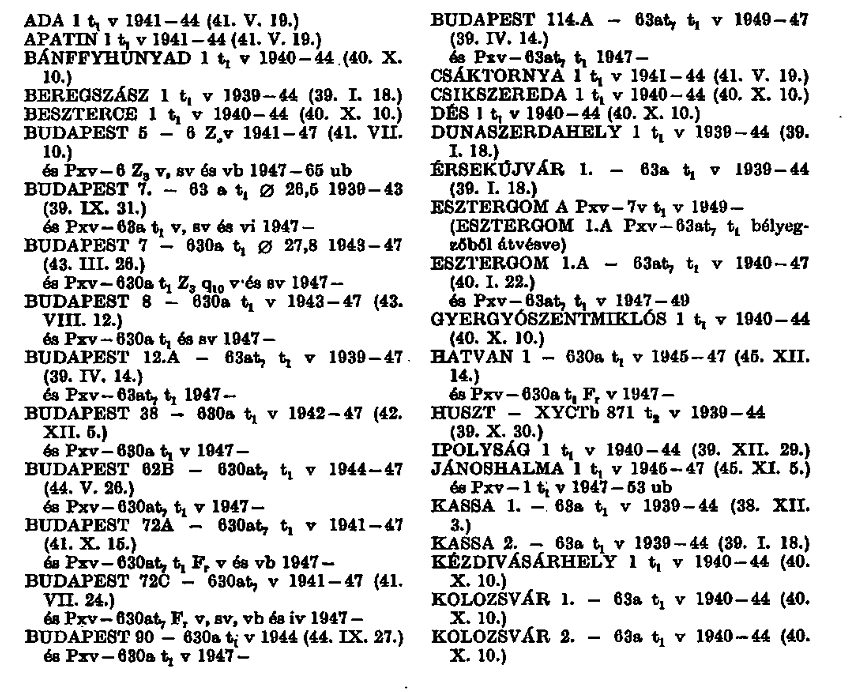 ADA 1 t₁ v 1941–44 (41. V. 19.)
APATIN 1 t₁ v 1941–44 (41. V. 19.)
BÁNFFYHUNYAD 1 t₁ v 1940–44 (40. X.
10.)
BEREGSZÁSZ 1 t₁ v 1939–44 (39. I. 18.)
BESZTERCE 1 t₁ v 1940–44 (40. X. 10.)
BUDAPEST 5 – 6 Z₃v 1941–47 (41. VII.
10.)
és Pxv–6 Z₃ v, sv és vb 1947–65 ub
BUDAPEST 7. – 63 a t₁ Ø 26,5 1939–43
(39. IX. 31.)
és Pxv–63a t₁ v, sv és vi 1947–
BUDAPEST 7 – 630a t₁ Ø 27,8 1943–47
(43. III. 26.)
és Pxv–630a t₁ Z₃ q₁₀ v és sv 1947–
BUDAPEST 8 – 630a t₁ v 1943–47 (43.
VIII. 12.)
és Pxv–630a t₁ és sv 1947–
BUDAPEST 12.A – 63at₇ t₁ v 1939–47
(39. IV. 14.)
és Pxv–63at₇ t₁ 1947–
BUDAPEST 38 – 630a t₁ v 1942–47 (42.
XII. 5.)
és Pxv–630a t₁ v 1947–
BUDAPEST 62B – 630at₇ t₁ v 1944–47
(44. V. 26.)
és Pxv–630at₇ t₁ v 1947–
BUDAPEST 72A – 630at₇ t₁ v 1941–47
(41. X. 15.)
és Pxv–630at₇ t₁ Fᵣ v és vb 1947–
BUDAPEST 72C – 630at₇ v 1941–47 (41.
VII. 24.)
és Pxv–630at₇ Fᵣ v, sv, vb és iv 1947–
BUDAPEST 90 – 630a t₁ v 1944 (44. IX. 27.)
és Pxv–630a t₁ v 1947–
BUDAPEST 114.A – 63at₇ t₁ v 1949–47
(39. IV. 14.)
és Pxv–63at₇ t₁ 1947–
CSÁKTORNYA 1 t₁ v 1941–44 (41. V. 19.)
CSIKSZEREDA 1 t₁ v 1940–44 (40. X. 10.)
DÉS 1 t₁ v 1940–44 (40. X. 10.)
DUNASZERDAHELY 1 t₁ v 1939–44 (39.
I. 18.)
ÉRSEKÚJVÁR 1. – 63a t₁ v 1939–44
(39. I. 18.)
ESZTERGOM A Pxv–7v t₁ v 1949–
(ESZTERGOM 1.A Pxv–63at₇ t₁ bélyeg-
zőből átvésve)
ESZTERGOM 1.A – 63at₇ t₁ v 1940–47
(40. I. 22.)
és Pxv–63at₇ t₁ v 1947–49
GYERGYÓSZENTMIKLÓS 1 t₁ v 1940–44
(40. X. 10.)
HATVAN 1 – 630a t₁ v 1945–47 (45. XII.
14.)
és Pxv–630a t₁ Fᵣ v 1947–
HUSZT – XYCTb 871 t₂ v 1939–44
(39. X. 30.)
IPOLYSÁG 1 t₁ v 1940–44 (39. XII. 29.)
JÁNOSHALMA 1 t₁ v 1945–47 (45. XI. 5.)
és Pxv–1 t₁ v 1947–53 ub
KASSA 1. – 63a t₁ v 1939–44 (38. XII.
3.)
KASSA 2. – 63a t₁ v 1939–44 (39. I. 18.)
KÉZDIVÁSÁRHELY 1 t₁ v 1940–44 (40.
X. 10.)
KOLOZSVÁR 1. – 63a t₁ v 1940–44 (40.
X. 10.)
KOLOZSVÁR 2. – 63a t₁ v 1940–44 (40.
X. 10.)